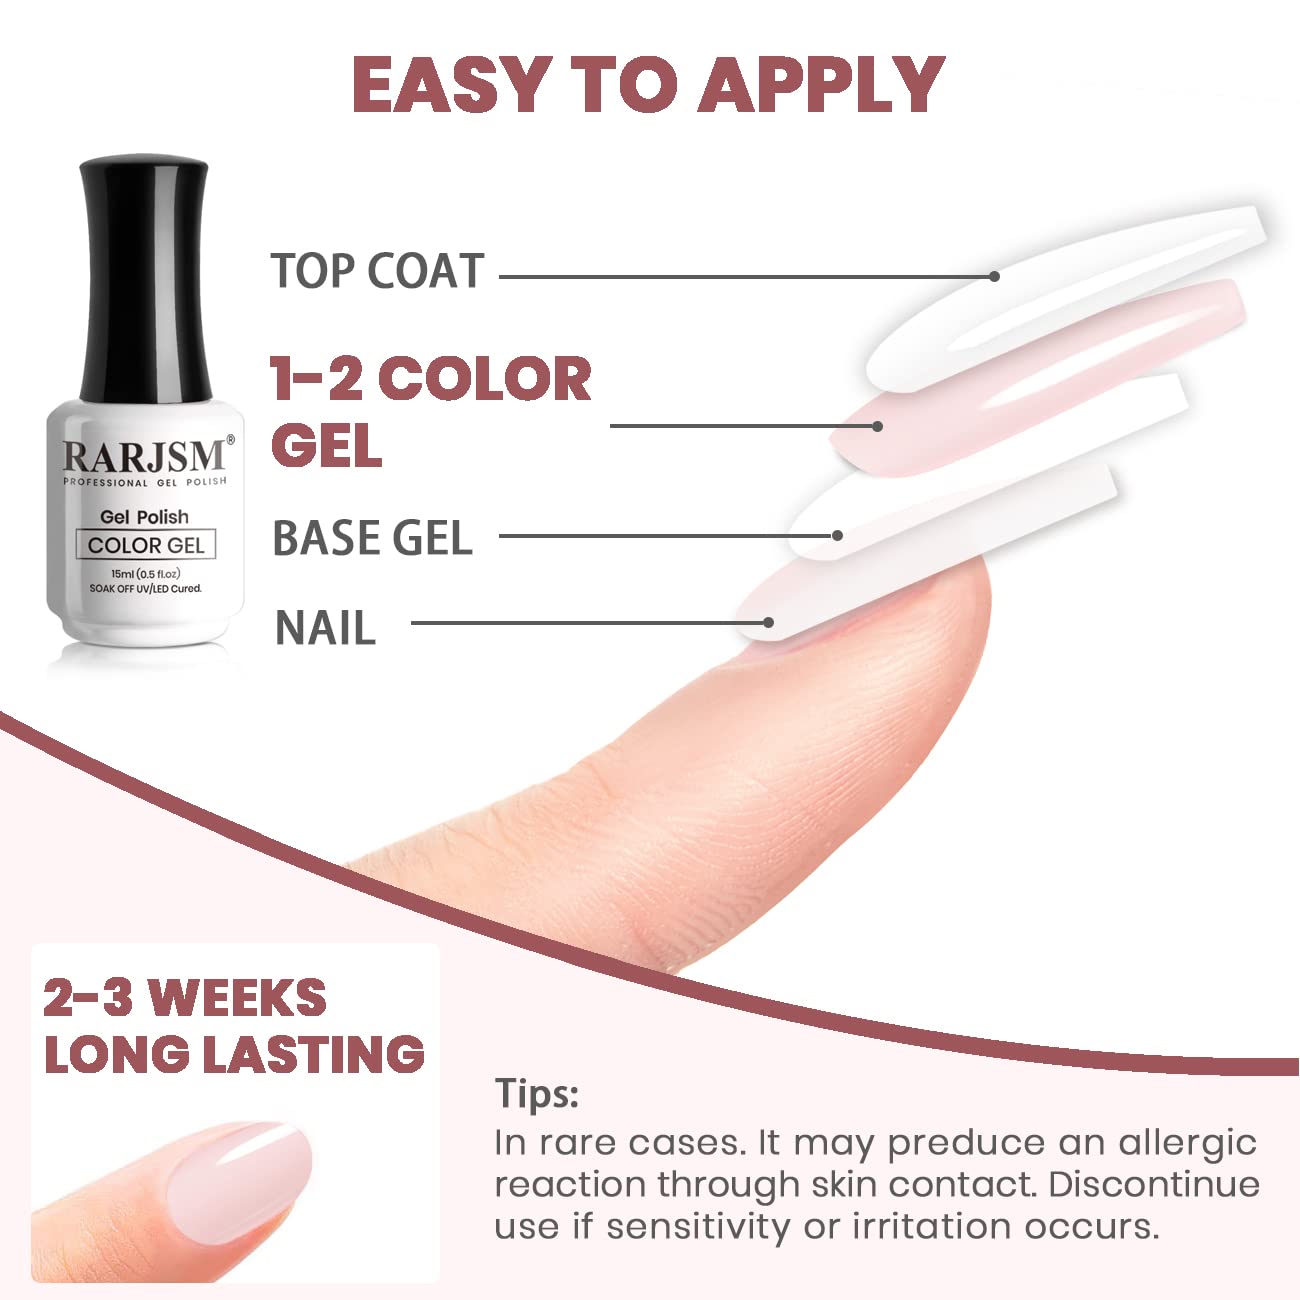 EASY TO APPLY
TOP COAT
1-2 COLOR
GEL
BASE GEL
NAIL
RARJSM®
PROFESSIONAL GEL POLISH
Gel Polish
COLOR GEL
15ml (0.5 fl.oz)
SOAK OFF UV/LED Cured.
2-3 WEEKS
LONG LASTING
Tips:
In rare cases. It may preduce an allergic
reaction through skin contact. Discontinue
use if sensitivity or irritation occurs.